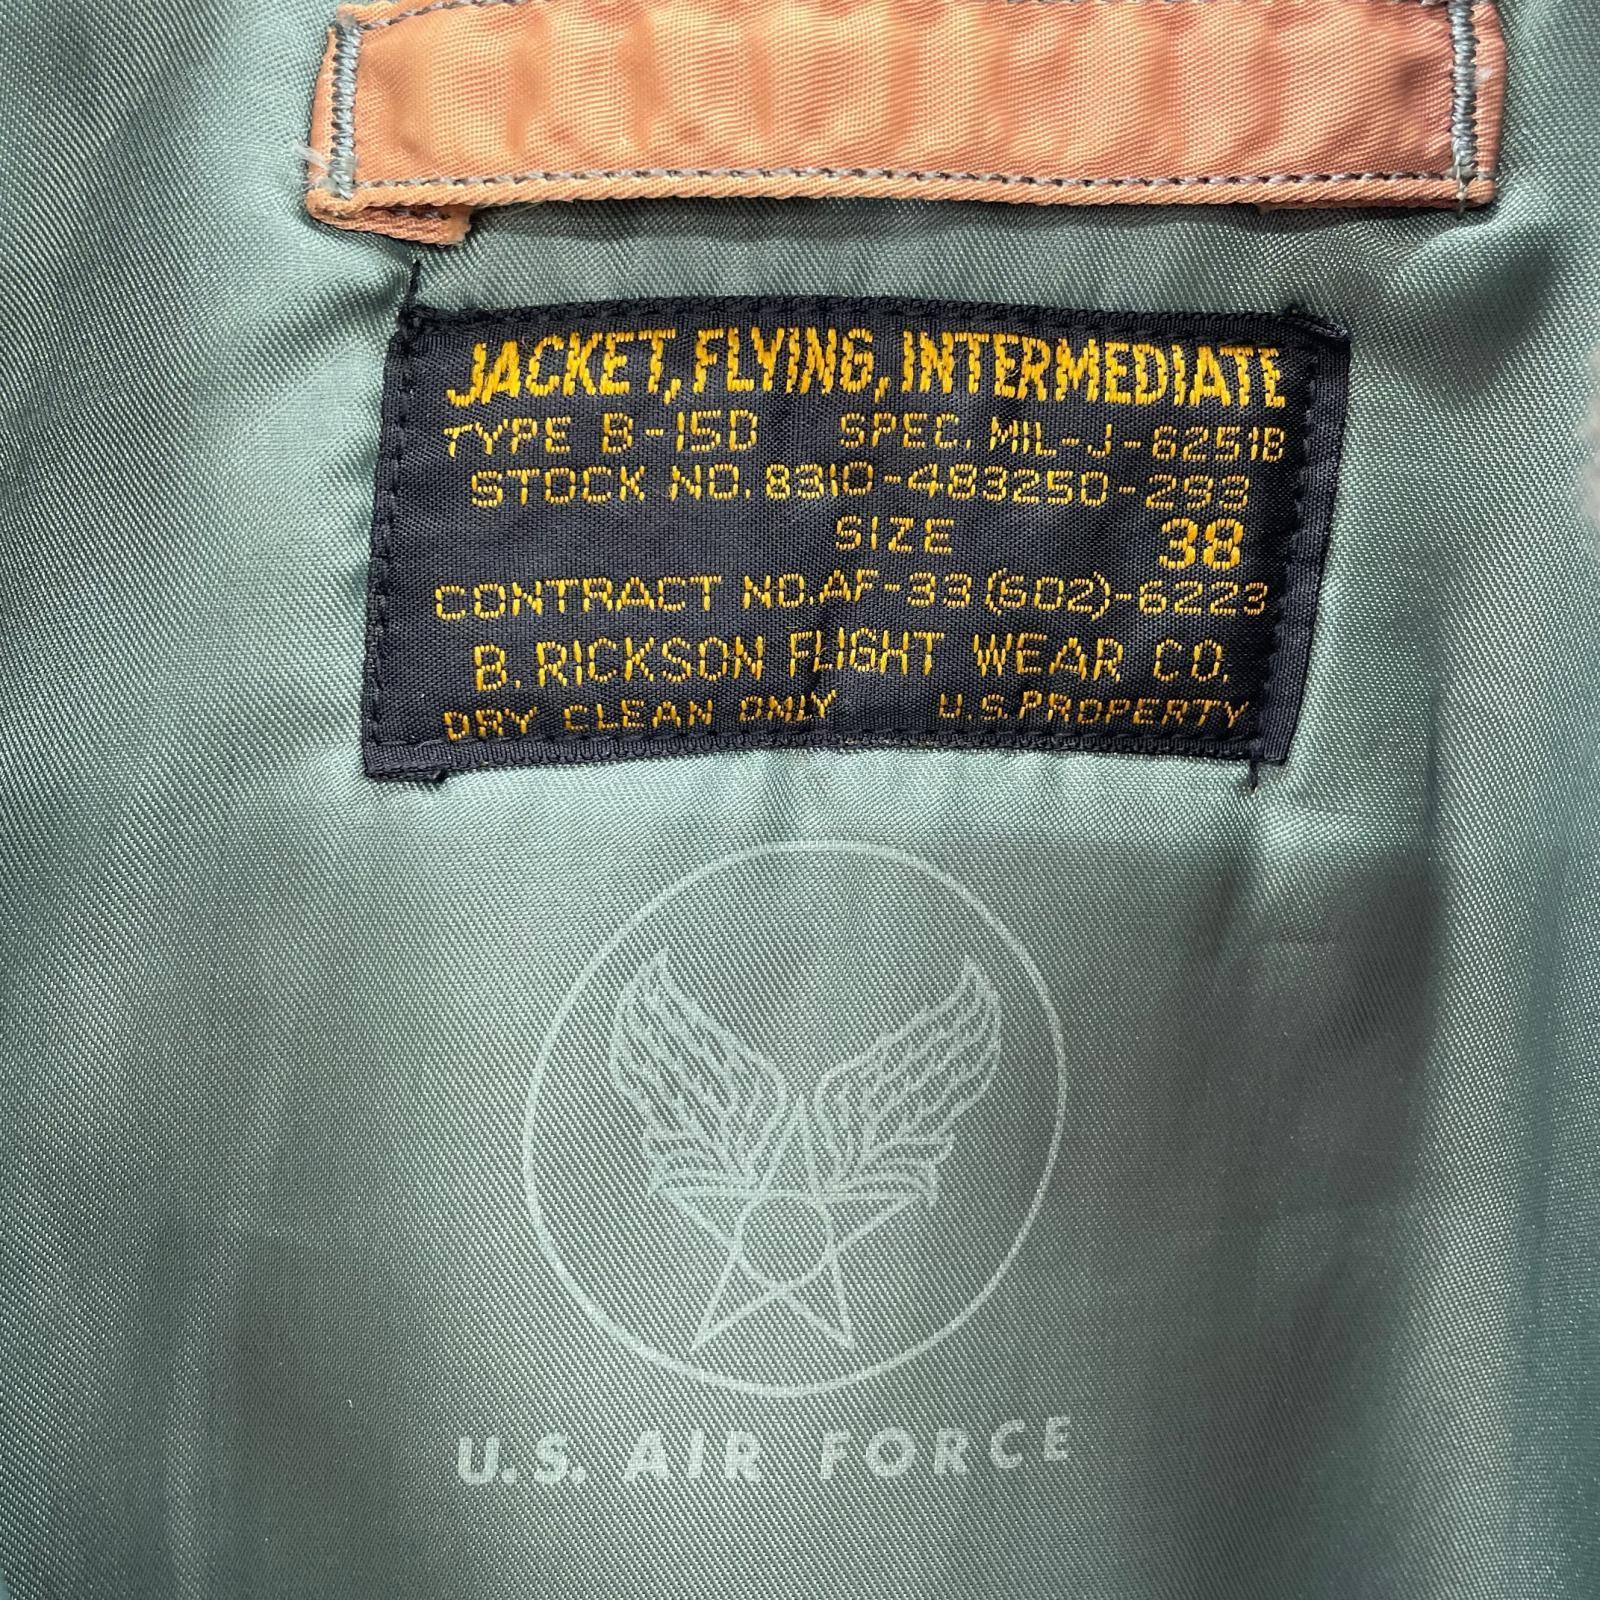 JACKET, FLYING, INTERMEDIATE
TYPE B-15D SPEC. MIL-J-6251B
STOCK NO. 8310-483250-293
SIZE 38
CONTRACT NO. AF-33 (602)-6223
B. RICKSON FLIGHT WEAR CO.
DRY CLEAN ONLY U.S. PROPERTY
U.S. AIR FORCE